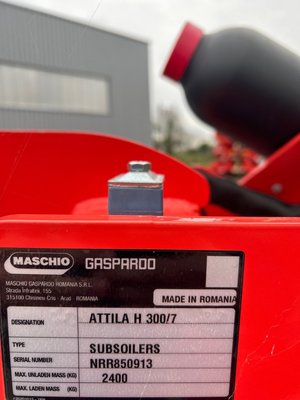 MASCHIO GASPARDO
MASCHIO GASPARDO ROMANIA S.R.L.
Strada Infratirii, 155
315100 Chisineu Cris - Arad ROMANIA
MADE IN ROMANIA
DESIGNATION ATTILA H 300/7
TYPE SUBSOILERS
SERIAL NUMBER NRR850913
MAX. UNLADEN MASS (KG) 2400
MAX. LADEN MASS (KG)